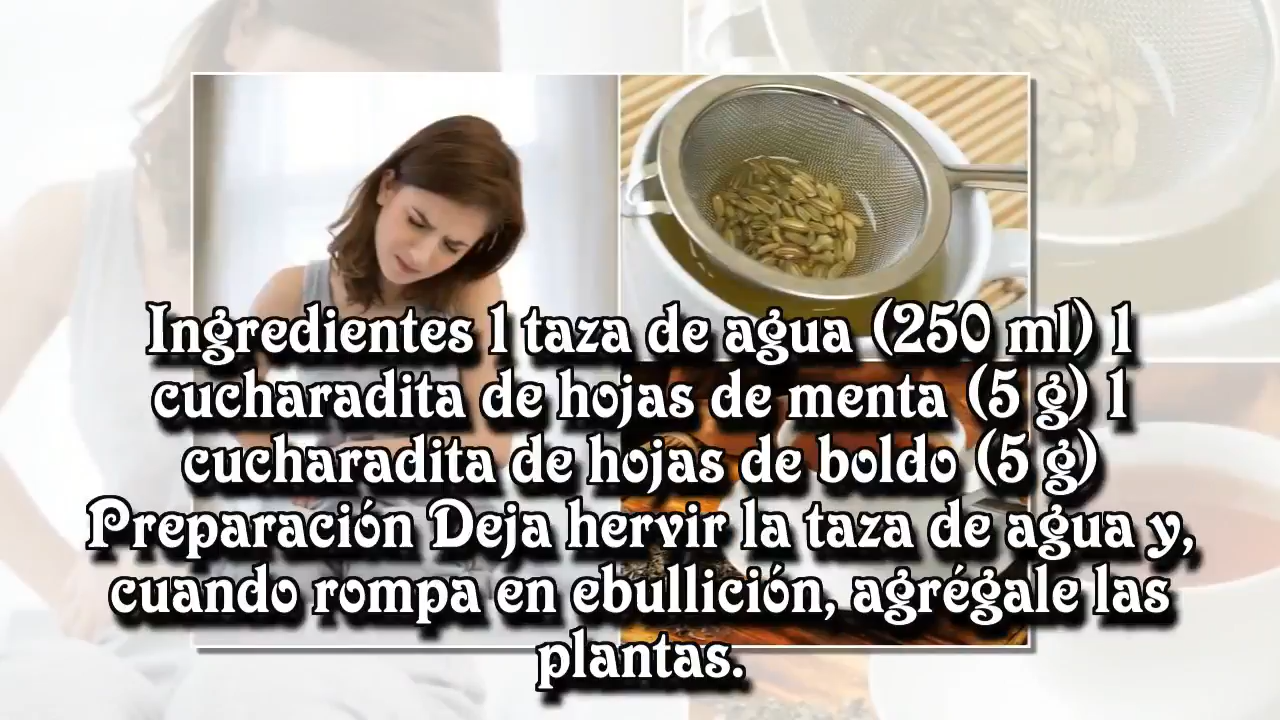 Ingredientes 1 taza de agua (250 ml) 1
cucharadita de hojas de menta (5 g) 1
cucharadita de hojas de boldo (5 g)
Preparación Deja hervir la taza de agua y,
cuando rompa en ebullición, agrégale las
plantas.